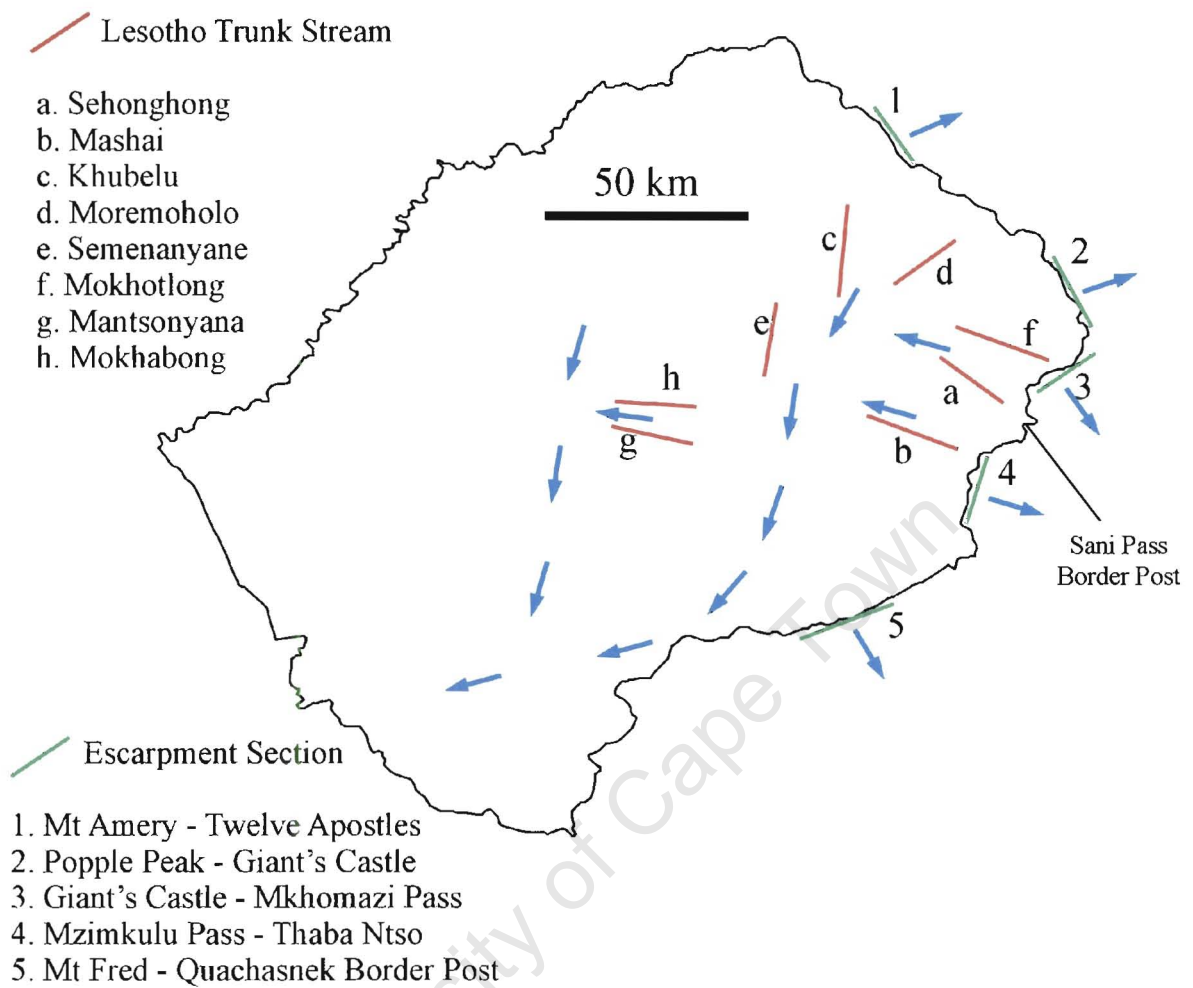 Lesotho Trunk Stream
a. Sehonghong
b. Mashai
c. Khubelu
d. Moremoholo
e. Semenanyane
f. Mokhotlong
g. Mantsonyana
h. Mokhabong
1
50 km
c
d
2
e
f
h
a
3
g
b
4
Sani Pass
Border Post
5
Escarpment Section
1. Mt Amery - Twelve Apostles
2. Popple Peak - Giant's Castle
3. Giant's Castle - Mkhomazi Pass
4. Mzimkulu Pass - Thaba Ntso
5. Mt Fred - Quachasnek Border Post
City of Cape Town